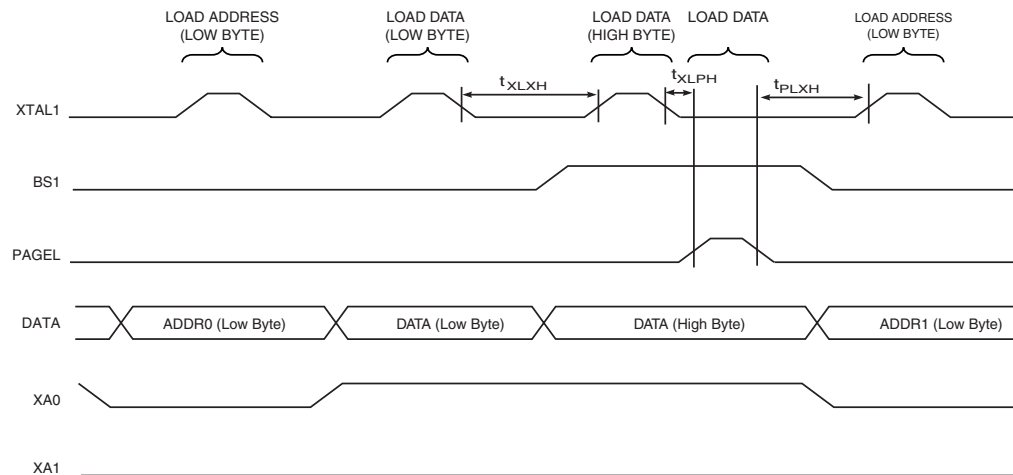 LOAD ADDRESS
(LOW BYTE)
LOAD DATA
(LOW BYTE)
LOAD DATA
(HIGH BYTE)
LOAD DATA
LOAD ADDRESS
(LOW BYTE)
XTAL1
tXLXH
tXLPH
tPLXH
BS1
PAGEL
DATA
ADDR0 (Low Byte)
DATA (Low Byte)
DATA (High Byte)
ADDR1 (Low Byte)
XA0
XA1